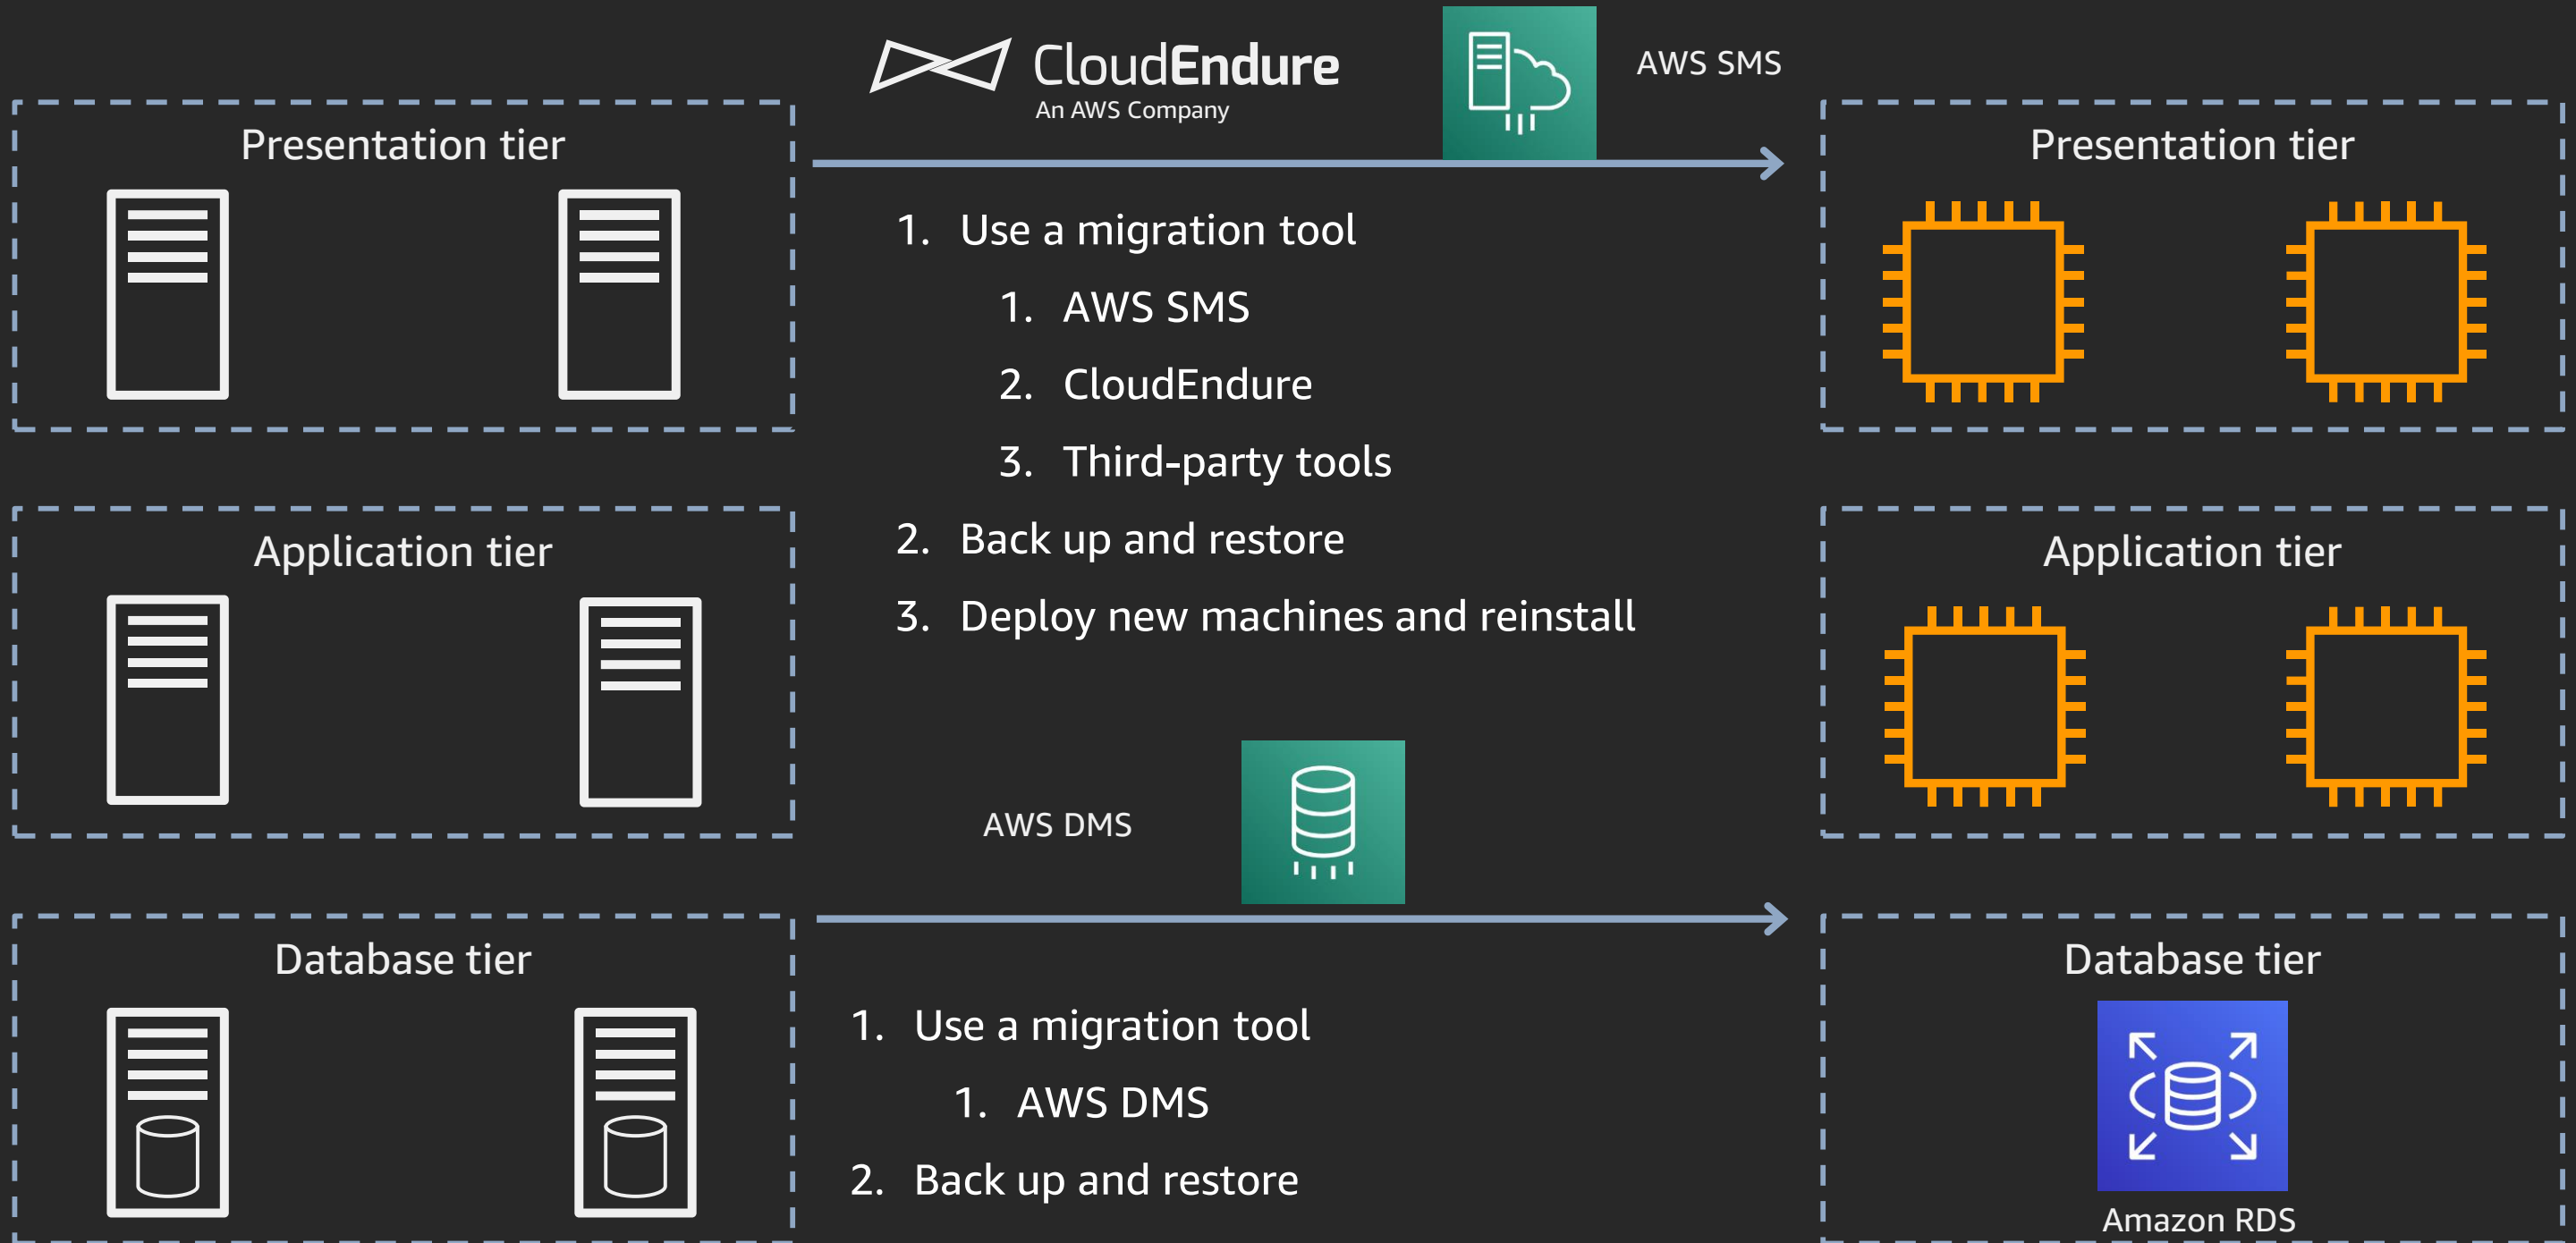 CloudEndure
An AWS Company
AWS SMS
Presentation tier
Presentation tier
1. Use a migration tool
1. AWS SMS
2. CloudEndure
3. Third-party tools
2. Back up and restore
3. Deploy new machines and reinstall
Application tier
Application tier
AWS DMS
Database tier
Database tier
1. Use a migration tool
1. AWS DMS
2. Back up and restore
Amazon RDS